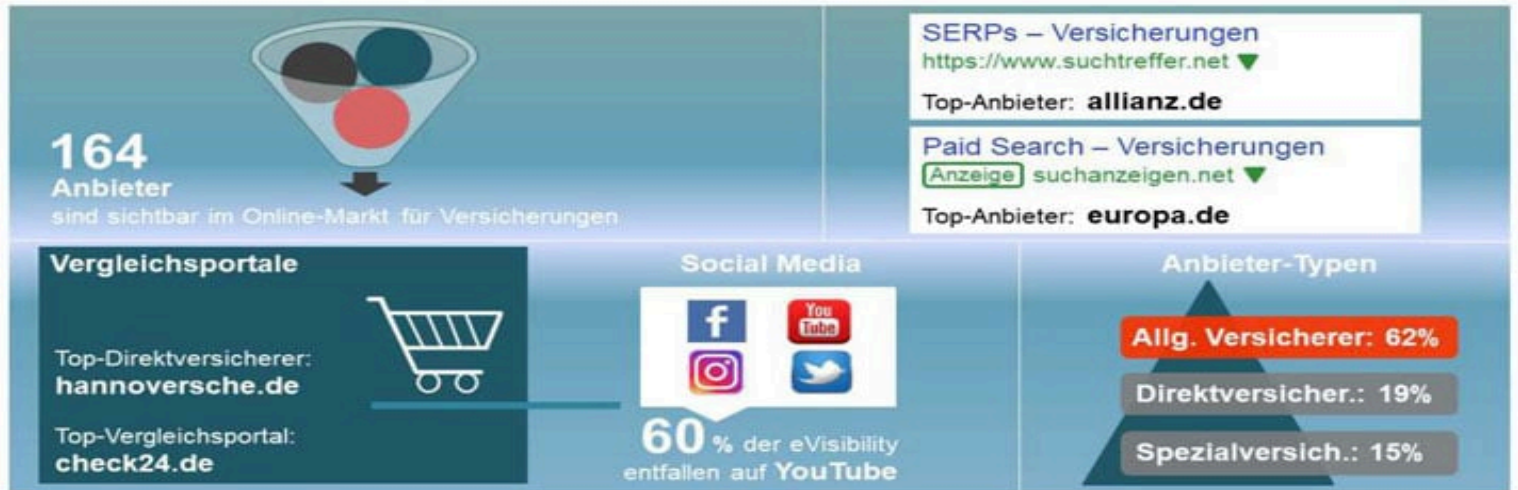 164
Anbieter
sind sichtbar im Online-Markt für Versicherungen
SERPs – Versicherungen
https://www.suchtreffer.net
Top-Anbieter: allianz.de
Paid Search – Versicherungen
Anzeige suchanzeigen.net
Top-Anbieter: europa.de
Vergleichsportale
Top-Direktversicherer:
hannoversche.de
Top-Vergleichsportal:
check24.de
Social Media
f
You
Tube
60 % der eVisibility
entfallen auf YouTube
Anbieter-Typen
Allg. Versicherer: 62%
Direktversicher.: 19%
Spezialversich.: 15%